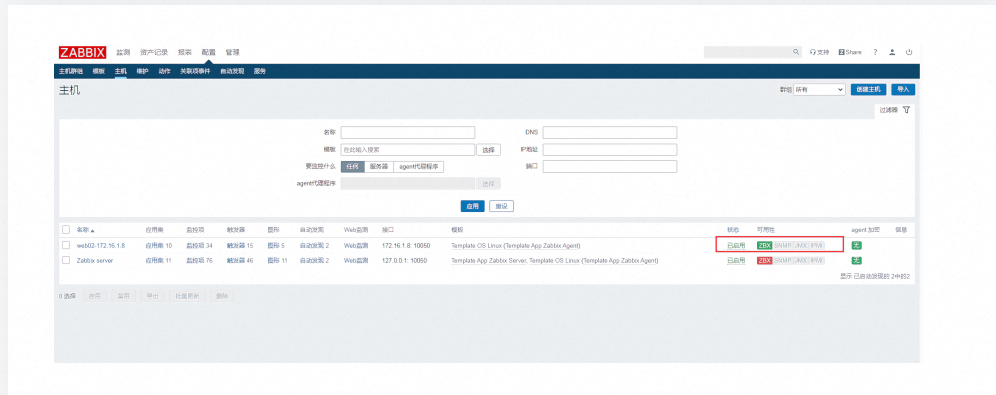 ZABBIX 监测 资产记录 报表 配置 管理 支持 Share ?
主机群组 模板 主机 维护 动作 关联项事件 自动发现 服务
主机 群组 所有 创建主机 导入
过滤器
名称 DNS
模板 在此输入搜索 选择 IP地址
要监控什么 任何 服务器 agent代理程序 端口
agent代理程序 选择
应用 重设
名称 应用集 监控项 触发器 图形 自动发现 Web监测 接口 模板 状态 可用性 agent 加密 信息
web02-172.16.1.8 应用集 10 监控项 34 触发器 15 图形 5 自动发现 2 Web监测 172.16.1.8: 10050 Template OS Linux (Template App Zabbix Agent) 已启用 ZBX SNMP JMX IPMI 无
Zabbix server 应用集 11 监控项 76 触发器 46 图形 11 自动发现 2 Web监测 127.0.0.1: 10050 Template App Zabbix Server, Template OS Linux (Template App Zabbix Agent) 已启用 ZBX SNMP JMX IPMI 无
显示 已自动发现的 2中的2
0 选择 启用 禁用 导出 批量更新 删除